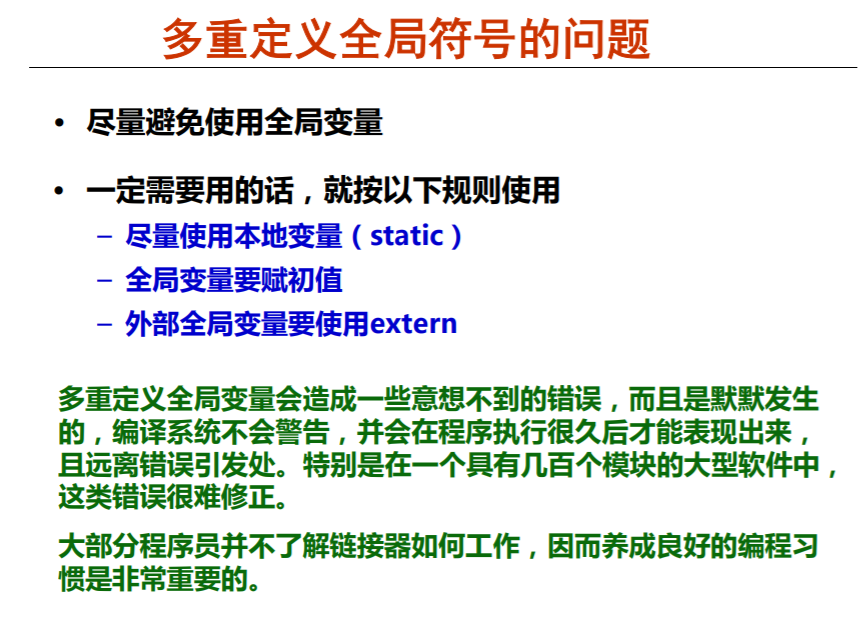 多重定义全局符号的问题
• 尽量避免使用全局变量
• 一定需要用的话，就按以下规则使用
– 尽量使用本地变量（static）
– 全局变量要赋初值
– 外部全局变量要使用extern
多重定义全局变量会造成一些意想不到的错误，而且是默默发生
的，编译系统不会警告，并会在程序执行很久后才能表现出来，
且远离错误引发处。特别是在一个具有几百个模块的大型软件中，
这类错误很难修正。
大部分程序员并不了解链接器如何工作，因而养成良好的编程习
惯是非常重要的。